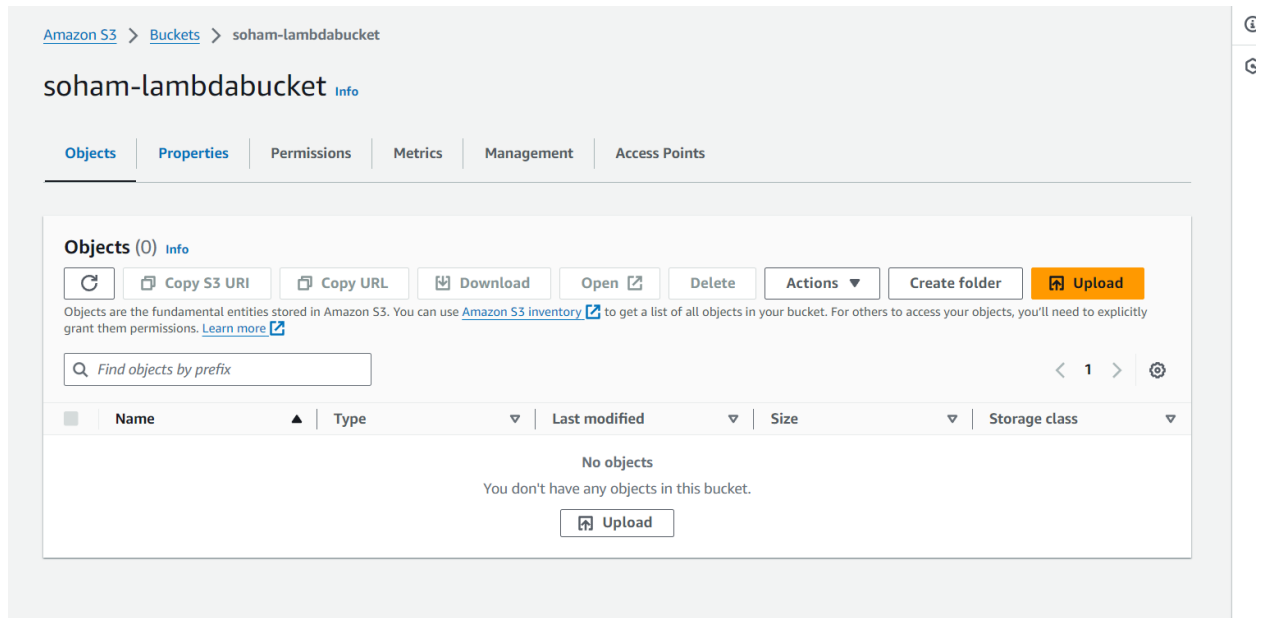 Amazon S3 > Buckets > soham-lambdabucket
soham-lambdabucket Info
Objects Properties Permissions Metrics Management Access Points
Objects (0) Info
Copy S3 URI Copy URL Download Open Delete Actions Create folder Upload
Objects are the fundamental entities stored in Amazon S3. You can use Amazon S3 inventory to get a list of all objects in your bucket. For others to access your objects, you'll need to explicitly
grant them permissions. Learn more
Find objects by prefix
1
Name Type Last modified Size Storage class
No objects
You don't have any objects in this bucket.
Upload